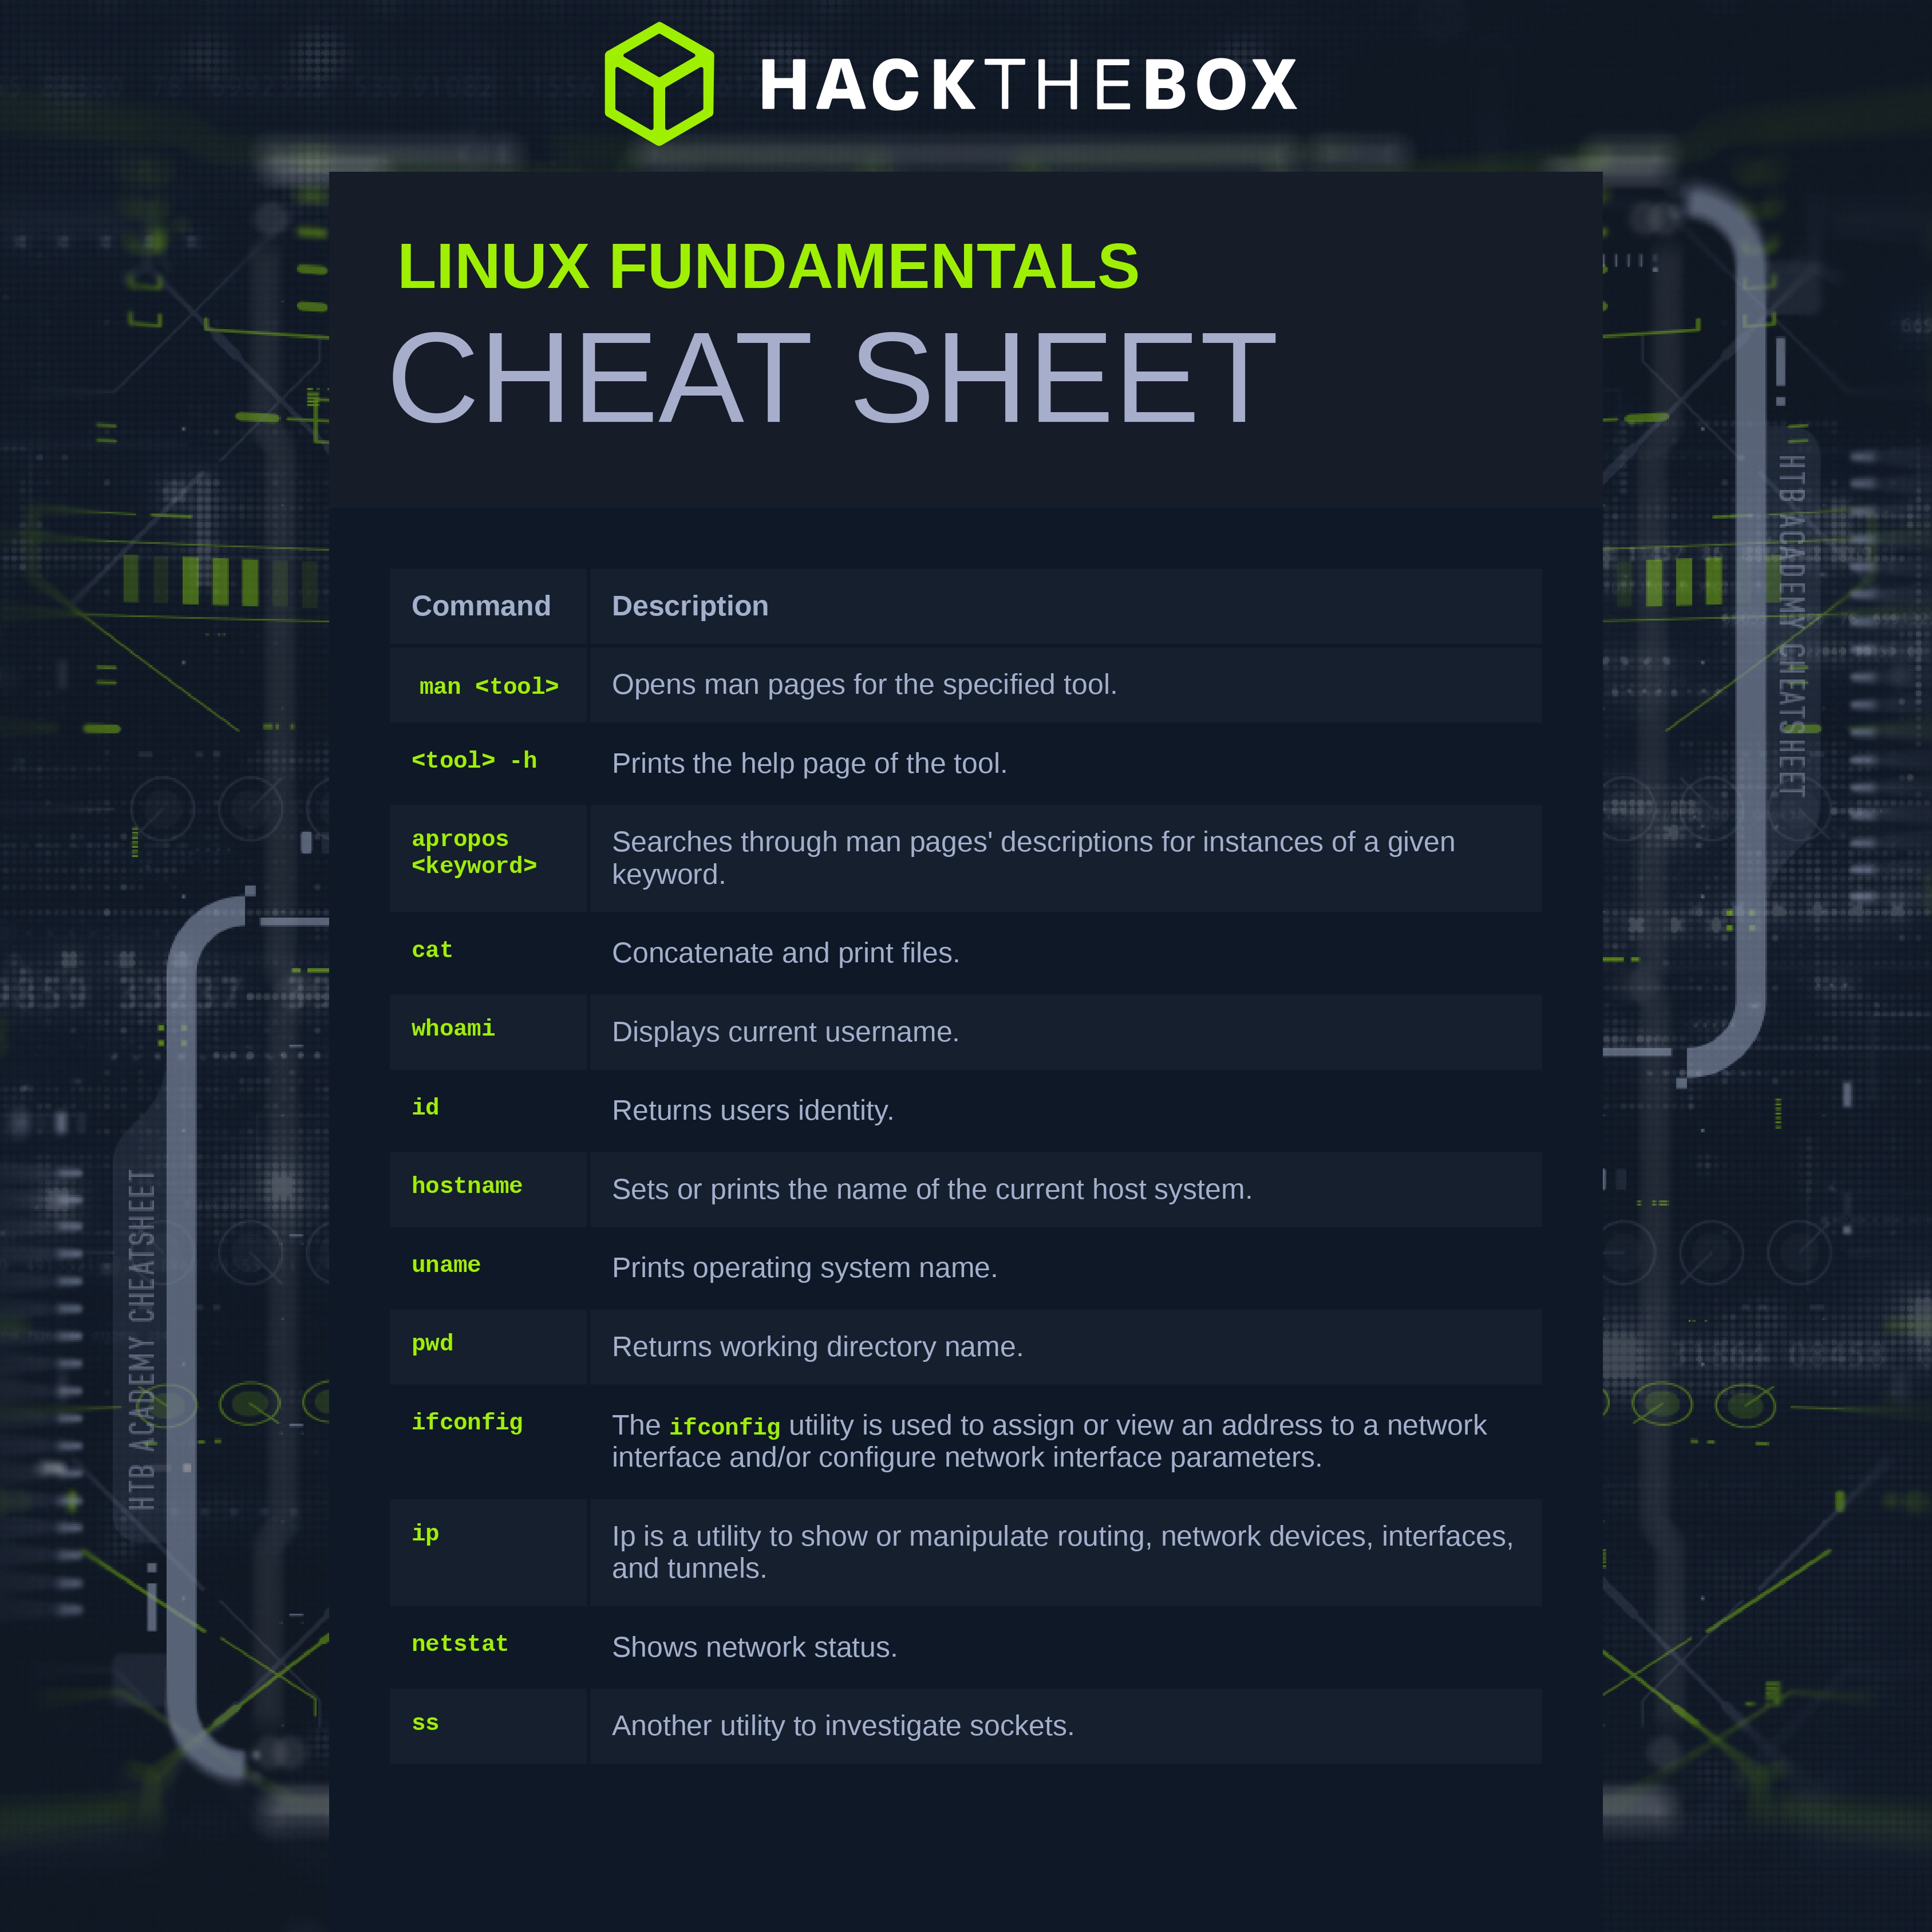 HACKTHEBOX
LINUX FUNDAMENTALS
CHEAT SHEET
Command Description
man <tool> Opens man pages for the specified tool.
<tool> -h Prints the help page of the tool.
apropos <keyword> Searches through man pages' descriptions for instances of a given
keyword.
cat Concatenate and print files.
whoami Displays current username.
id Returns users identity.
hostname Sets or prints the name of the current host system.
uname Prints operating system name.
pwd Returns working directory name.
ifconfig The ifconfig utility is used to assign or view an address to a network
interface and/or configure network interface parameters.
ip Ip is a utility to show or manipulate routing, network devices, interfaces,
and tunnels.
netstat Shows network status.
ss Another utility to investigate sockets.
HTB ACADEMY CHEATSHEET
HTB ACADEMY CHEATSHEET